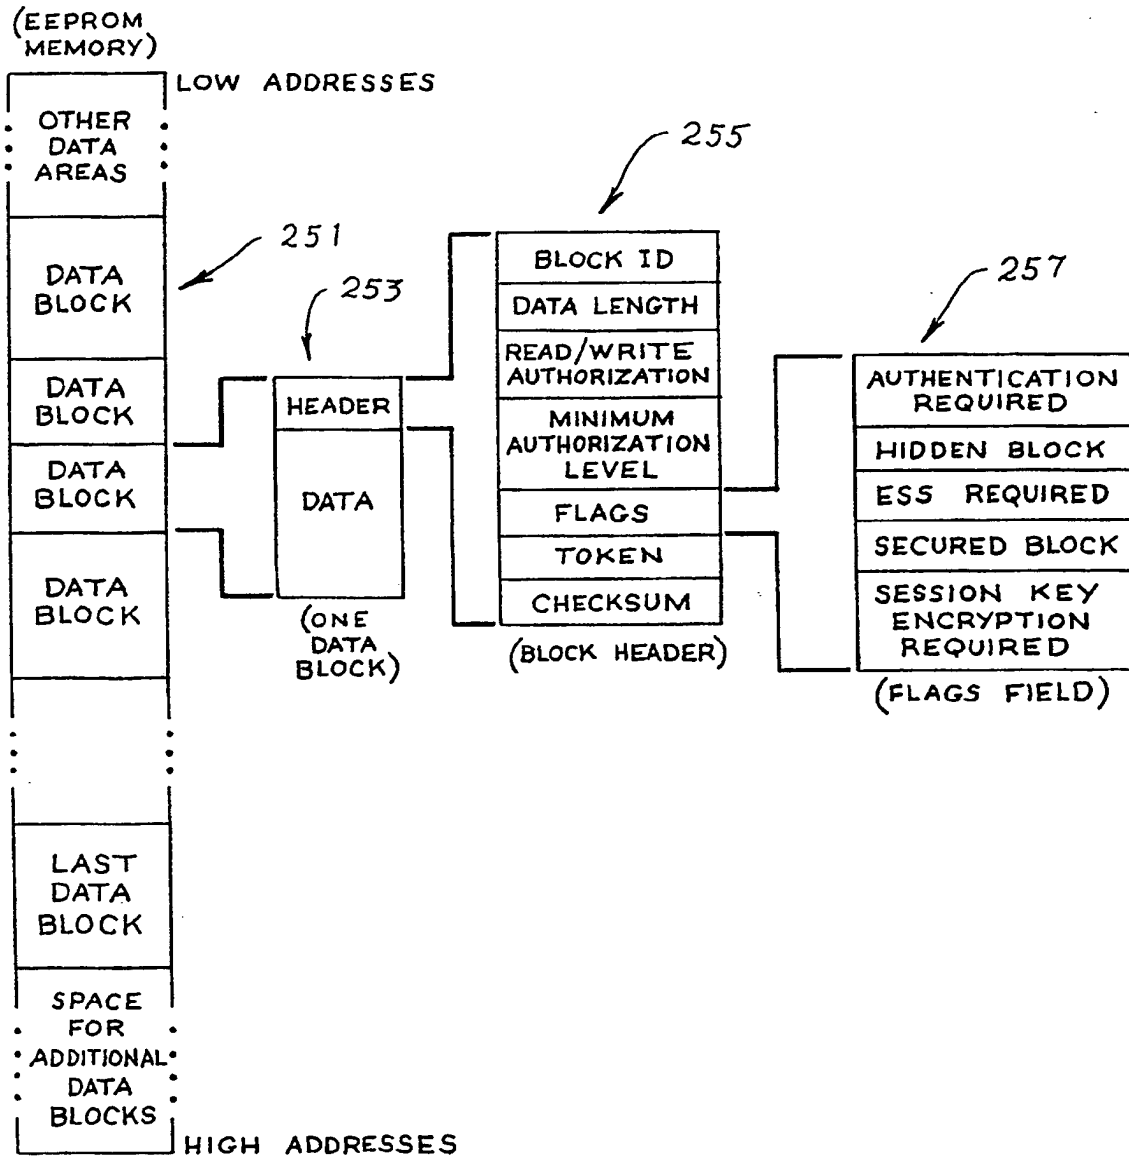 (EEPROM
MEMORY)
LOW ADDRESSES
OTHER
DATA
AREAS
DATA
BLOCK
251
DATA
BLOCK
DATA
BLOCK
DATA
BLOCK
LAST
DATA
BLOCK
SPACE
FOR
ADDITIONAL
DATA
BLOCKS
HIGH ADDRESSES
253
HEADER
DATA
(ONE
DATA
BLOCK)
255
BLOCK ID
DATA LENGTH
READ/WRITE
AUTHORIZATION
MINIMUM
AUTHORIZATION
LEVEL
FLAGS
TOKEN
CHECKSUM
(BLOCK HEADER)
257
AUTHENTICATION
REQUIRED
HIDDEN BLOCK
ESS REQUIRED
SECURED BLOCK
SESSION KEY
ENCRYPTION
REQUIRED
(FLAGS FIELD)